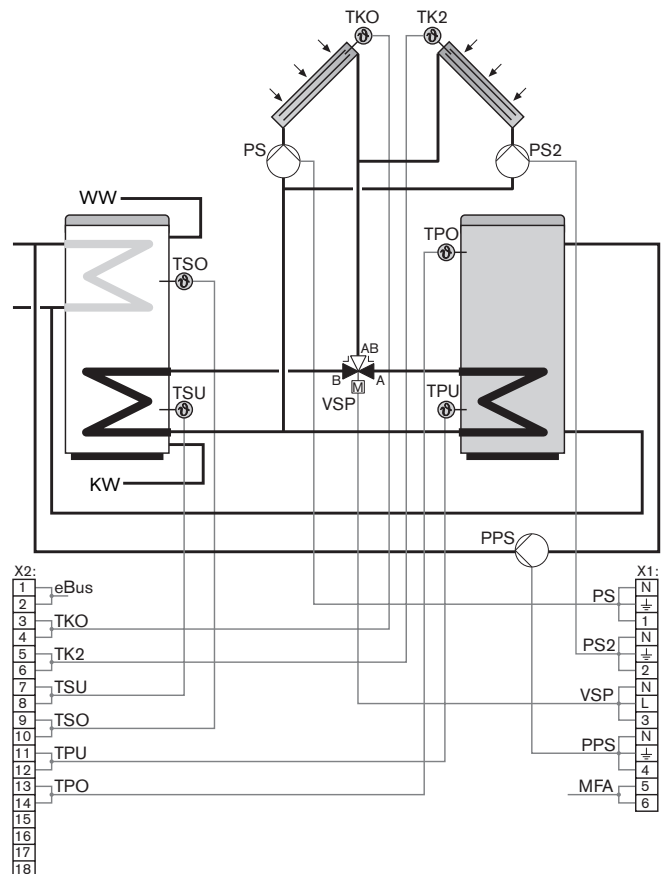 TKO TK2
PS PS2
WW
TPO
TSO
AB
B A
M
TSU TPU
VSP
KW
PPS
X2:
1
2
eBus
3
4
TKO
5
6
TK2
7
8
TSU
9
10
TSO
11
12
TPU
13
14
TPO
15
16
17
18
X1:
PS
N
1
PS2
N
2
VSP
N
L
3
PPS
N
4
MFA
5
6